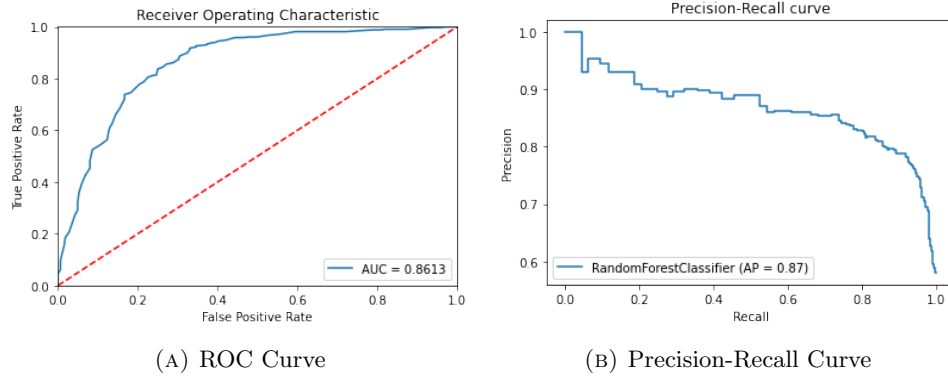 Receiver Operating Characteristic
1.0
0.8
0.6
0.4
0.2
0.0
True Positive Rate
AUC = 0.8613
0.0 0.2 0.4 0.6 0.8 1.0
False Positive Rate
(A) ROC Curve
Precision-Recall curve
1.0
0.9
0.8
0.7
0.6
Precision
RandomForestClassifier (AP = 0.87)
0.0 0.2 0.4 0.6 0.8 1.0
Recall
(B) Precision-Recall Curve